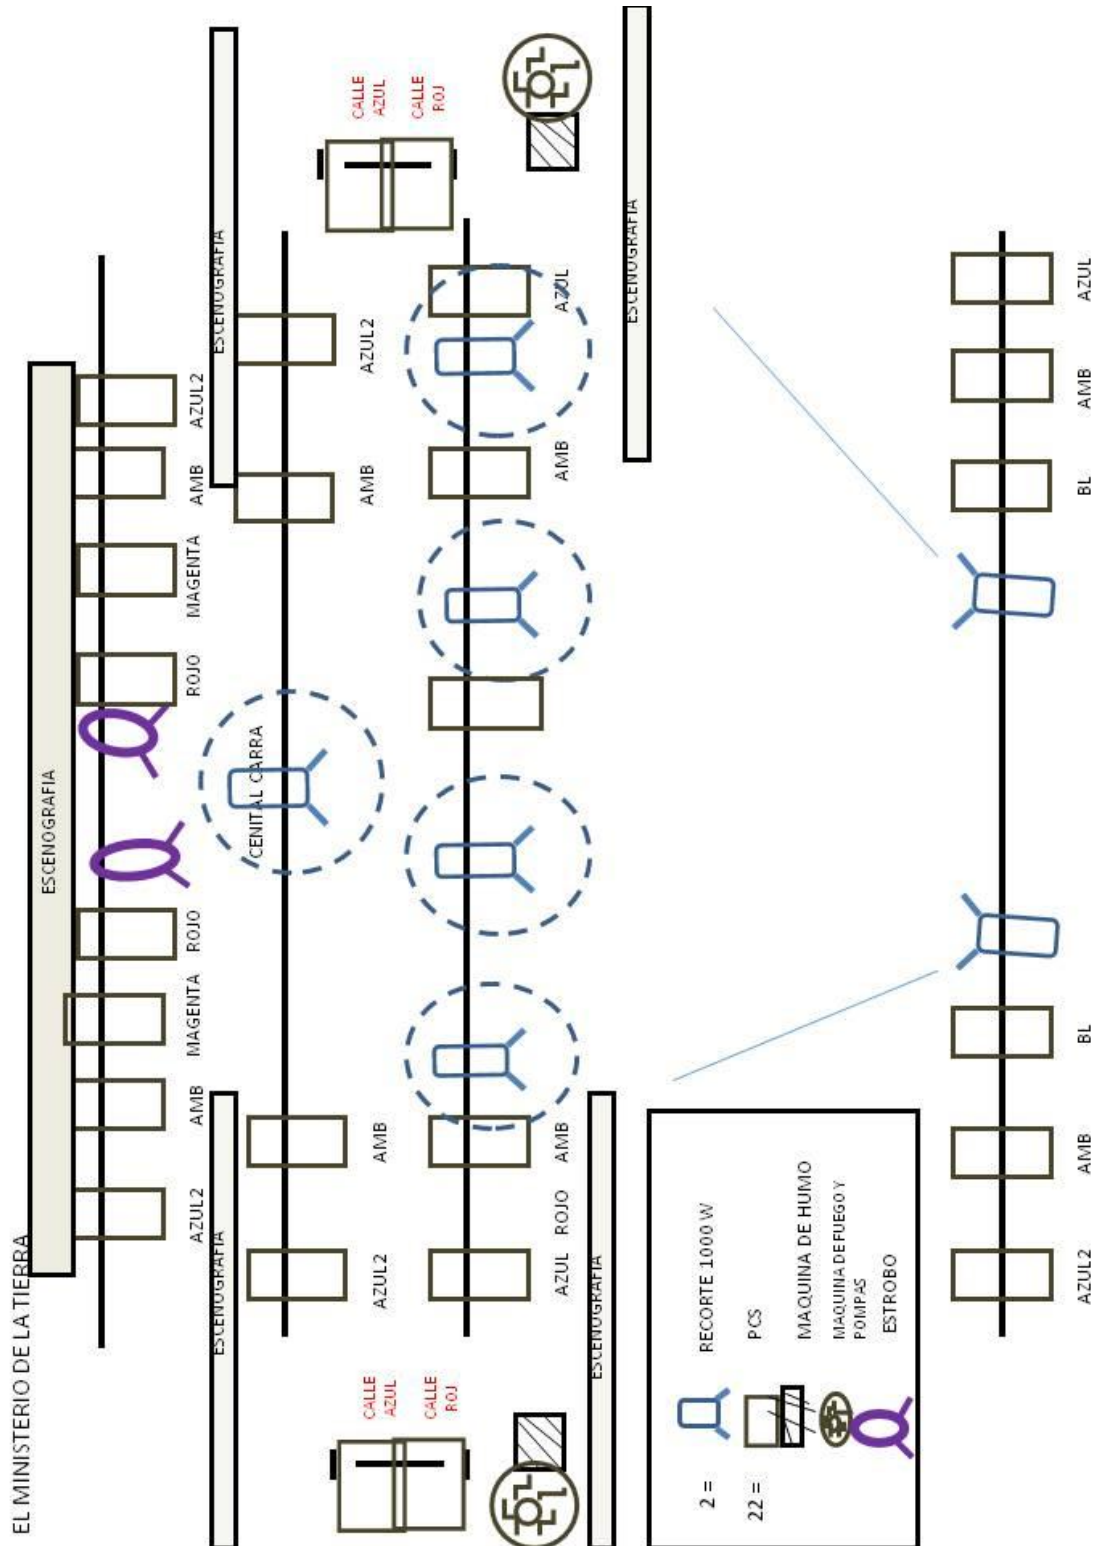 EL MINISTERIO DE LA TIERRA
ESCENOGRAFIA
AZUL2 AMB MAGENTA ROJO ROJO MAGENTA AMB AZUL2
ESCENOGRAFIA
ESCENOGRAFIA
CENITAL CARRA
AZUL2 AMB AMB AZUL2
CALLE
AZUL
CALLE
ROJ
CALLE
AZUL
CALLE
ROJ
AZUL ROJO AMB AMB AZUL
ESCENOGRAFIA
ESCENOGRAFIA
2 = RECORTE 1000 W
22 = PCS
MAQUINA DE HUMO
MAQUINA DE FUEGO Y
POMPAS
ESTROBO
AZUL2 AMB BL BL AMB AZUL